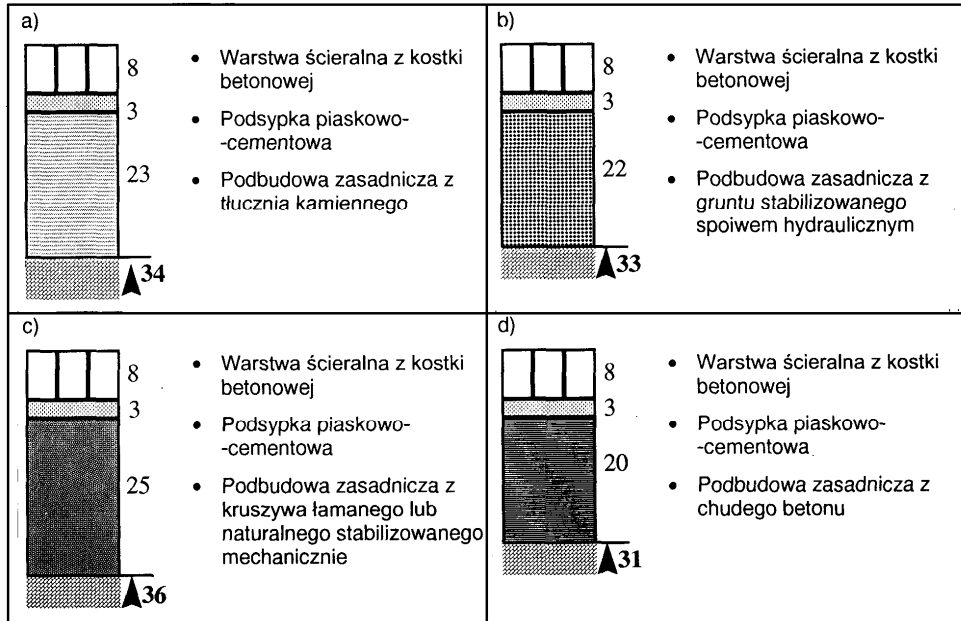 a)
8
3
23
34
• Warstwa ścieralna z kostki
betonowej
• Podsypka piaskowo-
-cementowa
• Podbudowa zasadnicza z
tłucznia kamiennego
b)
8
3
22
33
• Warstwa ścieralna z kostki
betonowej
• Podsypka piaskowo-
-cementowa
• Podbudowa zasadnicza z
gruntu stabilizowanego
spoiwem hydraulicznym
c)
8
3
25
36
• Warstwa ścieralna z kostki
betonowej
• Podsypka piaskowo-
-cementowa
• Podbudowa zasadnicza z
kruszywa łamanego lub
naturalnego stabilizowanego
mechanicznie
d)
8
3
20
31
• Warstwa ścieralna z kostki
betonowej
• Podsypka piaskowo-
-cementowa
• Podbudowa zasadnicza z
chudego betonu